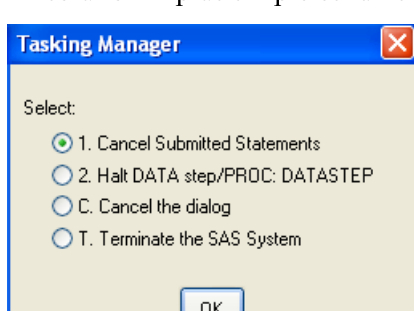 Tasking Manager
Select:
1. Cancel Submitted Statements
2. Halt DATA step/PROC: DATASTEP
C. Cancel the dialog
T. Terminate the SAS System
OK